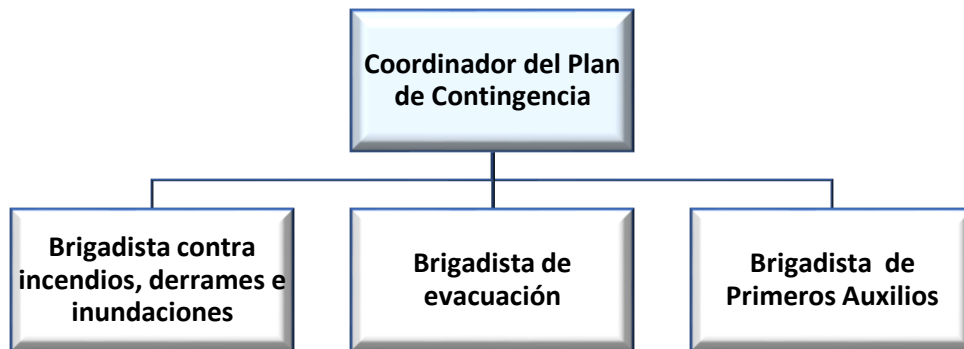 Coordinador del Plan
de Contingencia
Brigadista contra
incendios, derrames e
inundaciones
Brigadista de
evacuación
Brigadista de
Primeros Auxilios